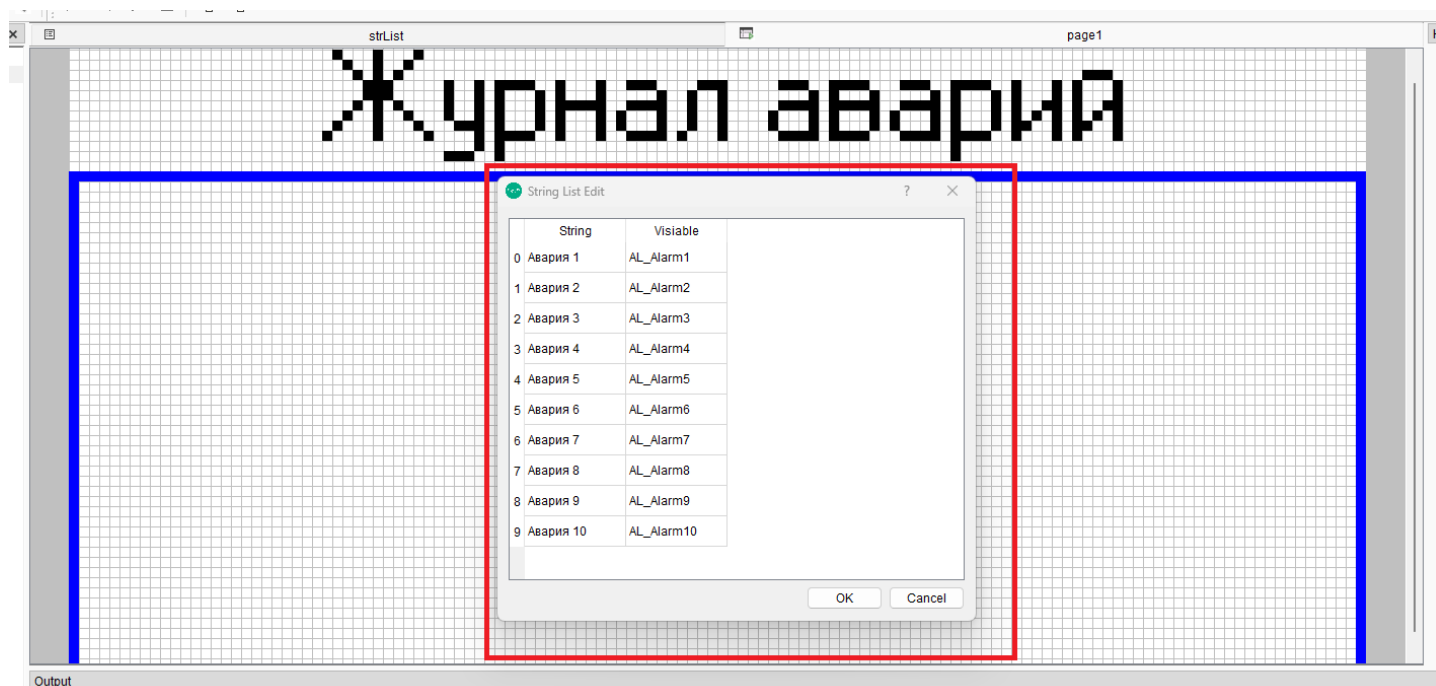 strList page1
Журнал аварий
String List Edit ?
String Visiable
0 Авария 1 AL_Alarm1
1 Авария 2 AL_Alarm2
2 Авария 3 AL_Alarm3
3 Авария 4 AL_Alarm4
4 Авария 5 AL_Alarm5
5 Авария 6 AL_Alarm6
6 Авария 7 AL_Alarm7
7 Авария 8 AL_Alarm8
8 Авария 9 AL_Alarm9
9 Авария 10 AL_Alarm10
OK Cancel
Output